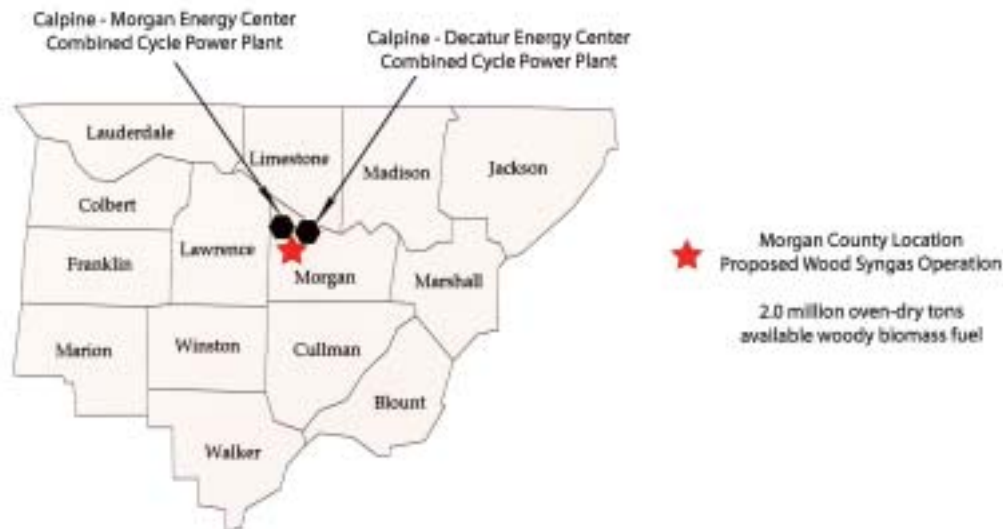 Calpine - Morgan Energy Center
Combined Cycle Power Plant
Calpine - Decatur Energy Center
Combined Cycle Power Plant
Lauderdale
Limestone
Madison
Jackson
Colbert
Lawrence
Franklin
Morgan
Marshall
Marion
Winston
Cullman
Blount
Walker
Morgan County Location
Proposed Wood Syngas Operation
2.0 million oven-dry tons
available woody biomass fuel